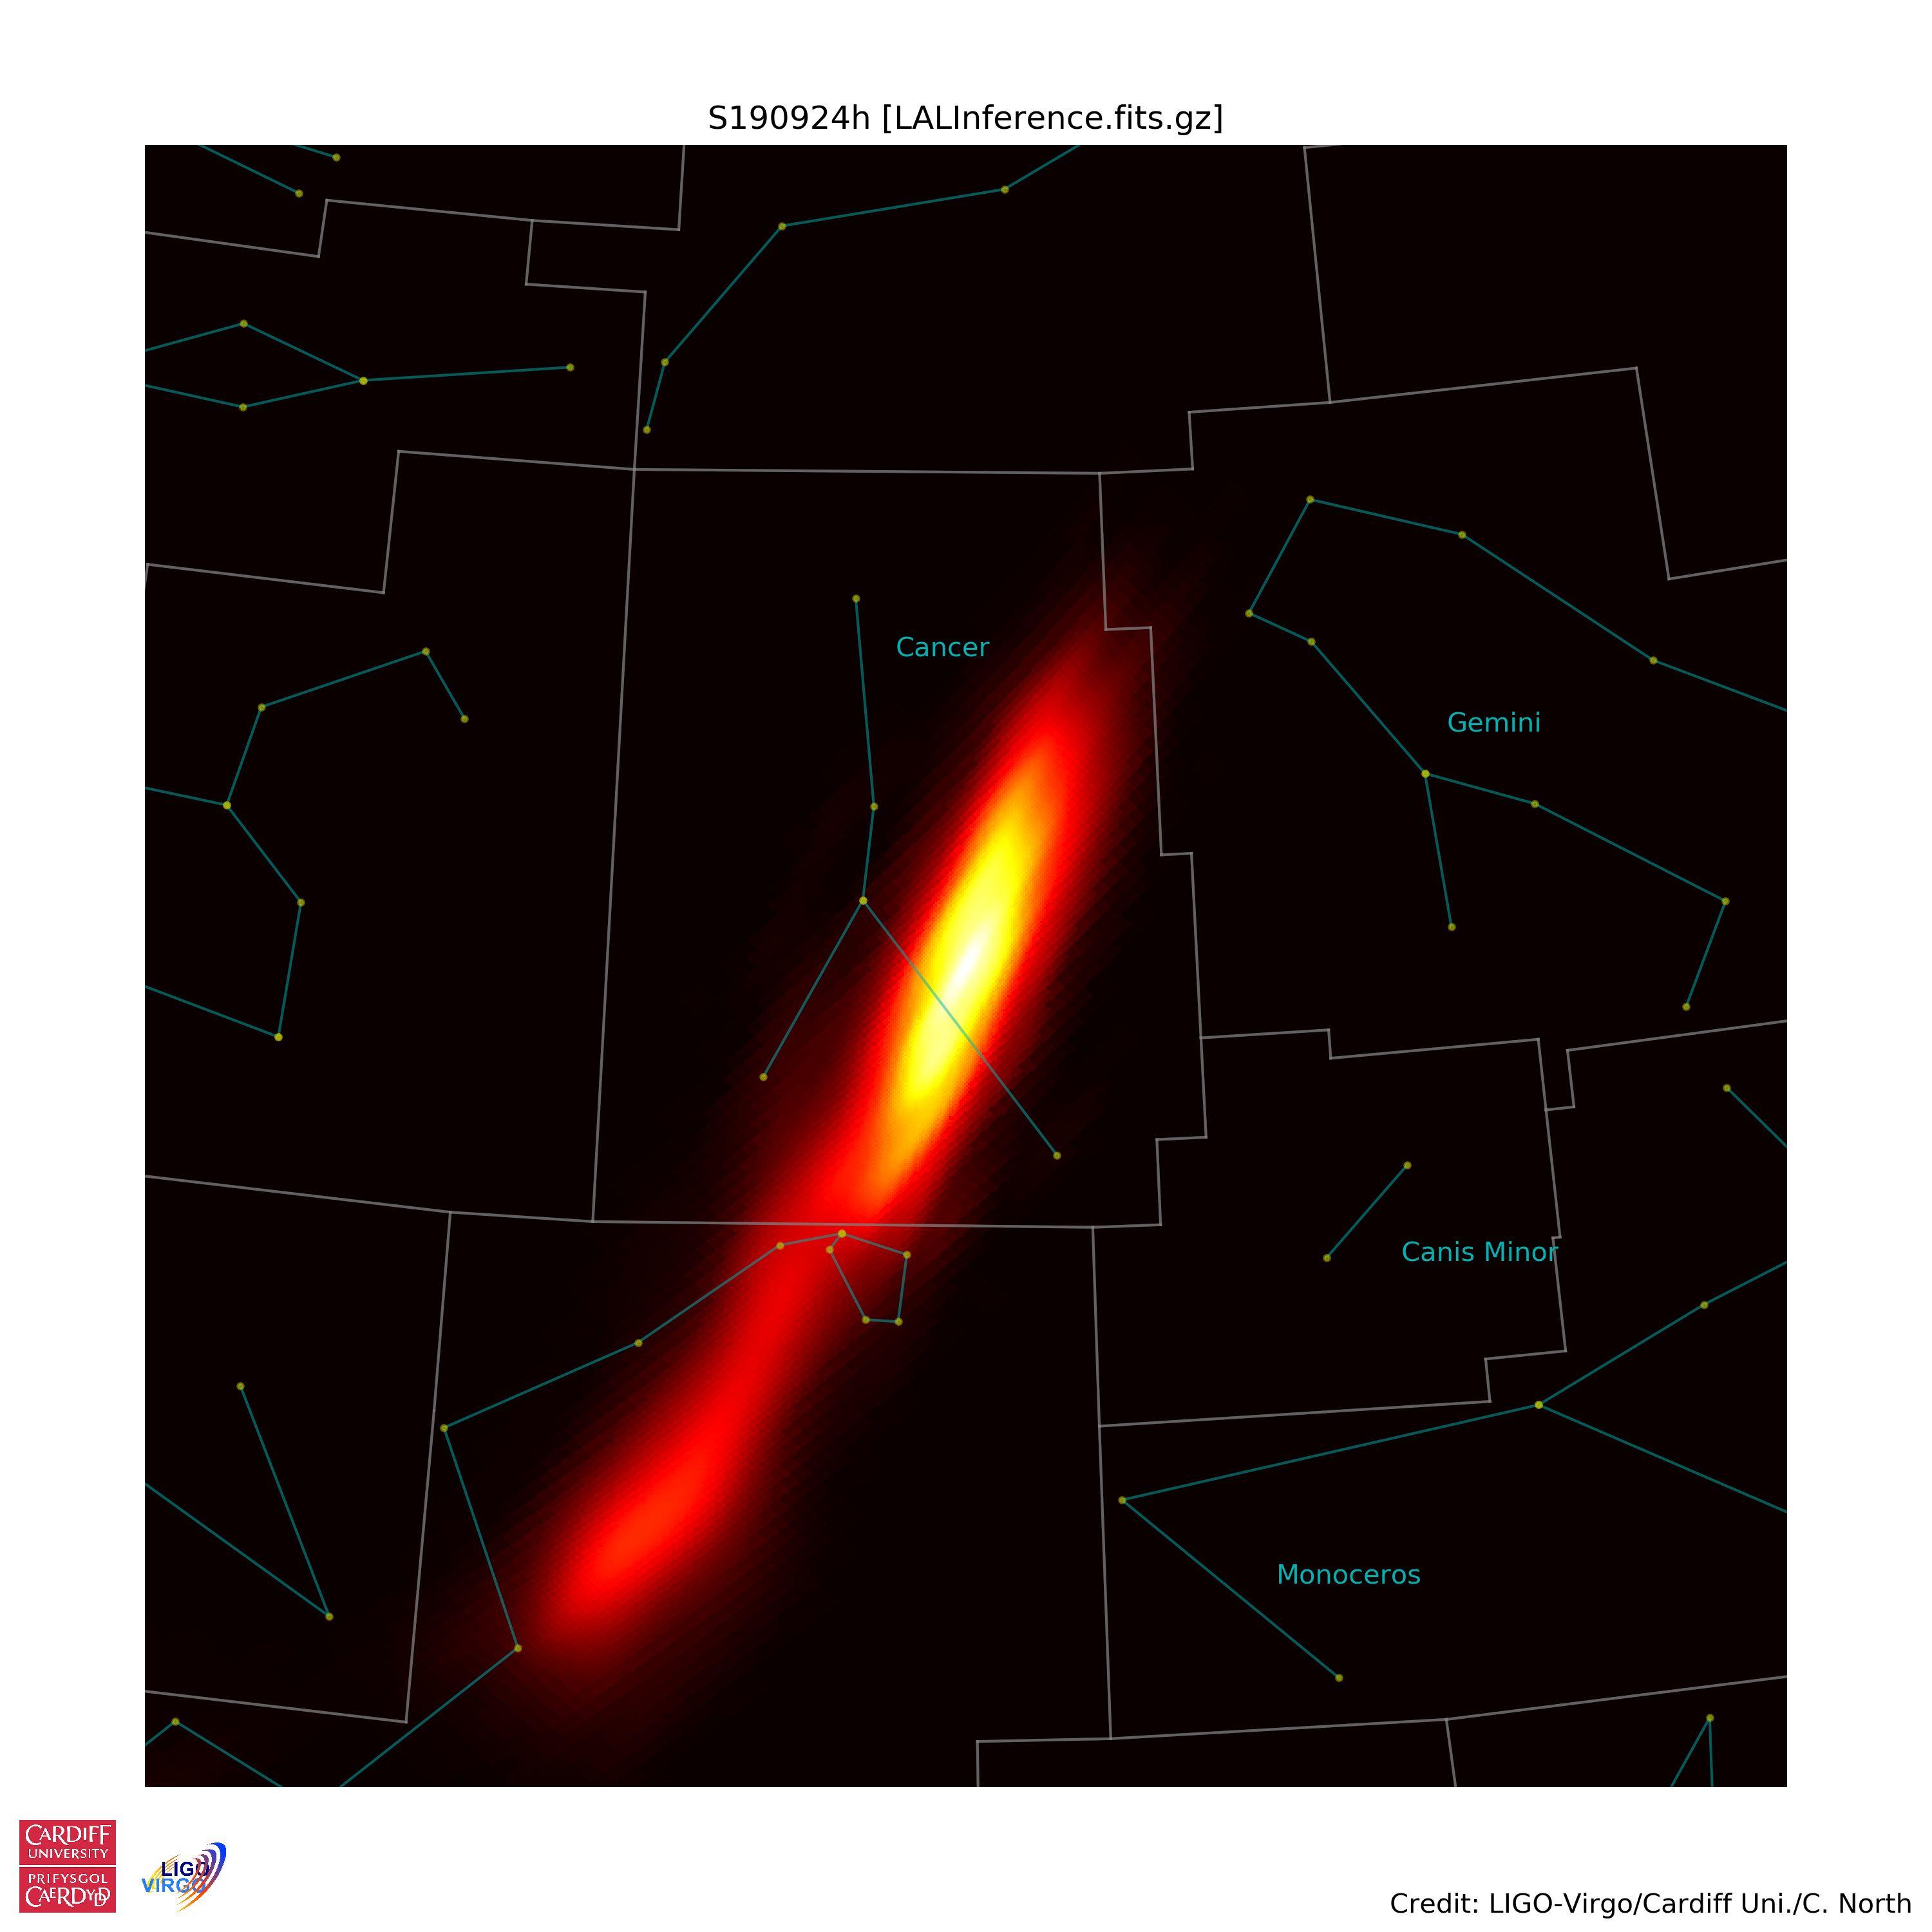 S190924h [LALInference.fits.gz]
Cancer
Gemini
Canis Minor
Monoceros
CARDIFF
UNIVERSITY
PRIFYSGOL
CAERDYDD
LIGO
VIRGO
Credit: LIGO-Virgo/Cardiff Uni./C. North